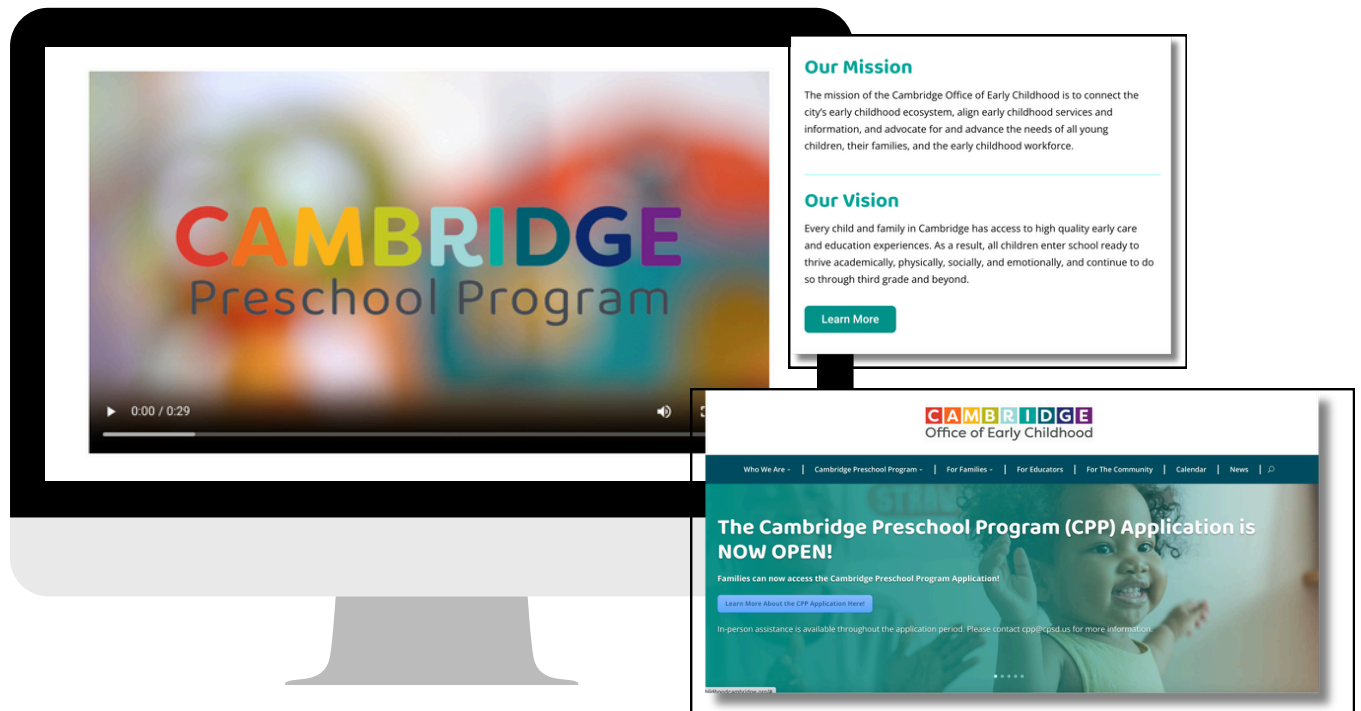 CAMBRIDGE
Preschool Program
0:00 / 0:29
Our Mission
The mission of the Cambridge Office of Early Childhood is to connect the
city's early childhood ecosystem, align early childhood services and
information, and advocate for and advance the needs of all young
children, their families, and the early childhood workforce.
Our Vision
Every child and family in Cambridge has access to high quality early care
and education experiences. As a result, all children enter school ready to
thrive academically, physically, socially, and emotionally, and continue to do
so through third grade and beyond.
Learn More
CAMBRIDGE
Office of Early Childhood
Who We Are | Cambridge Preschool Program | For Families | For Educators | For The Community | Calendar | News |
The Cambridge Preschool Program (CPP) Application is
NOW OPEN!
Families can now access the Cambridge Preschool Program Application!
Learn More About the CPP Application Here!
In-person assistance is available throughout the application period. Please contact cpp@cpsd.us for more information.